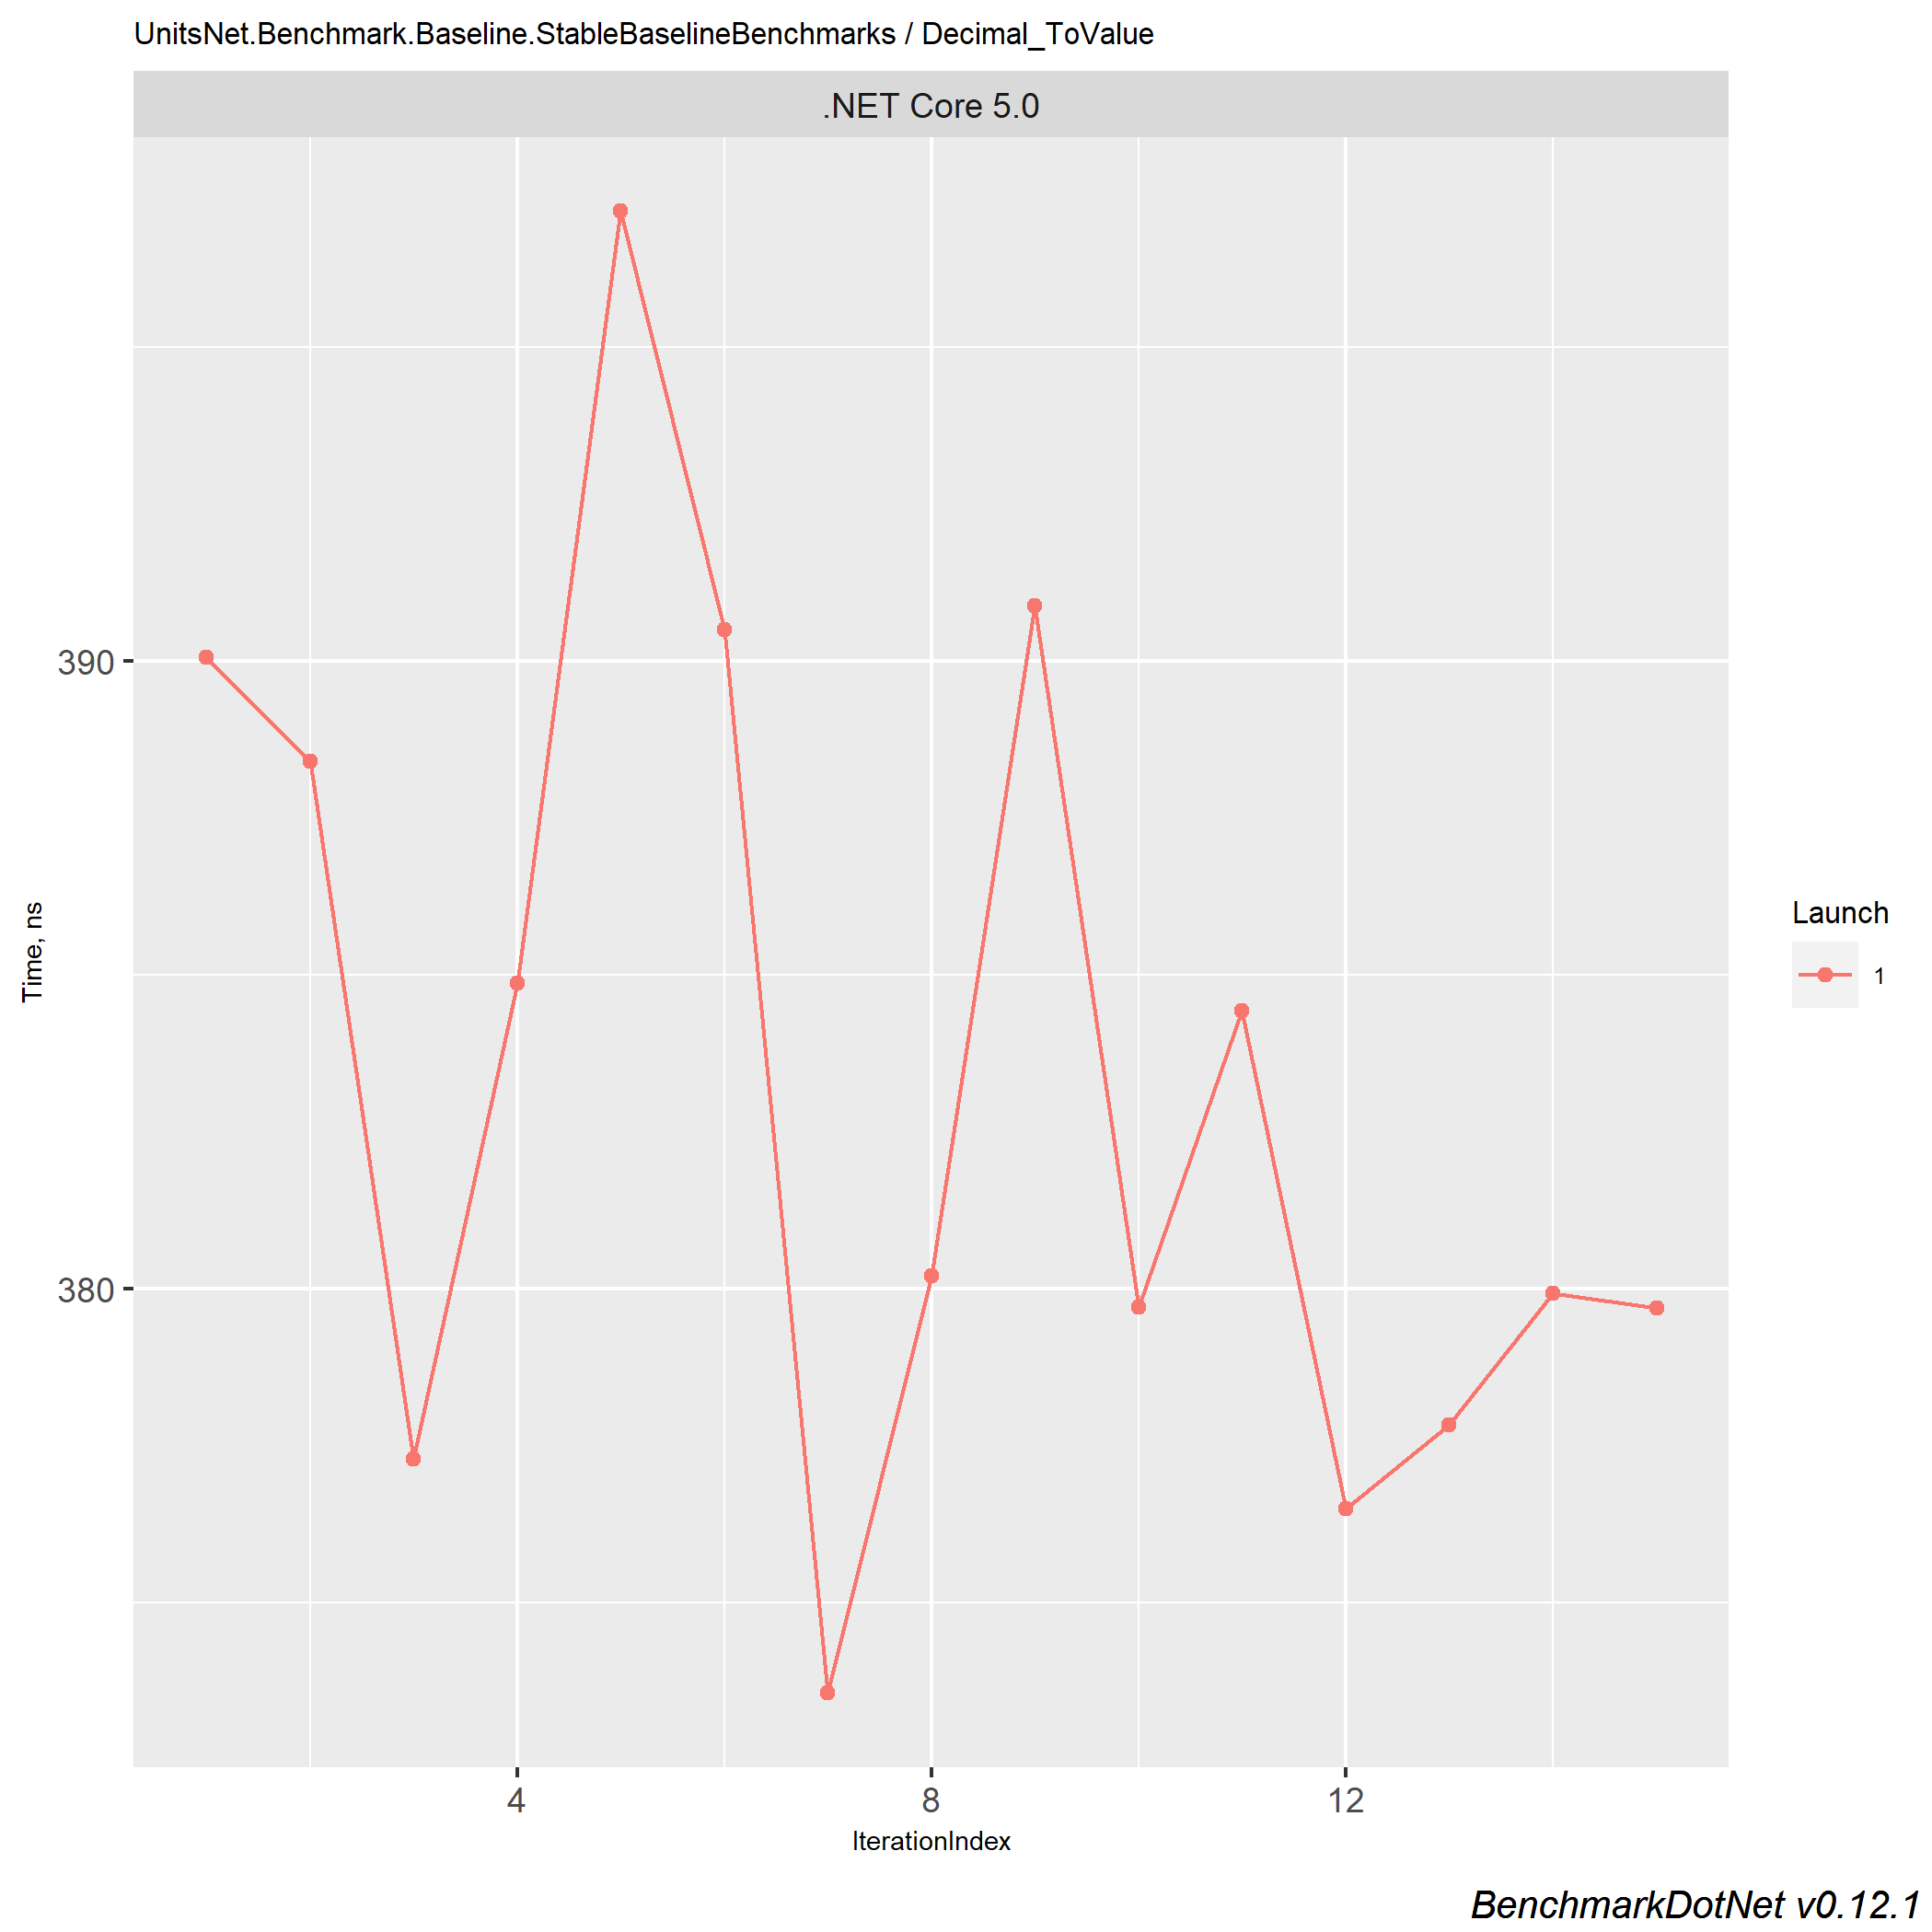 UnitsNet.Benchmark.Baseline.StableBaselineBenchmarks / Decimal_ToValue
.NET Core 5.0
390
380
Time, ns
4
8
12
IterationIndex
Launch
1
BenchmarkDotNet v0.12.1